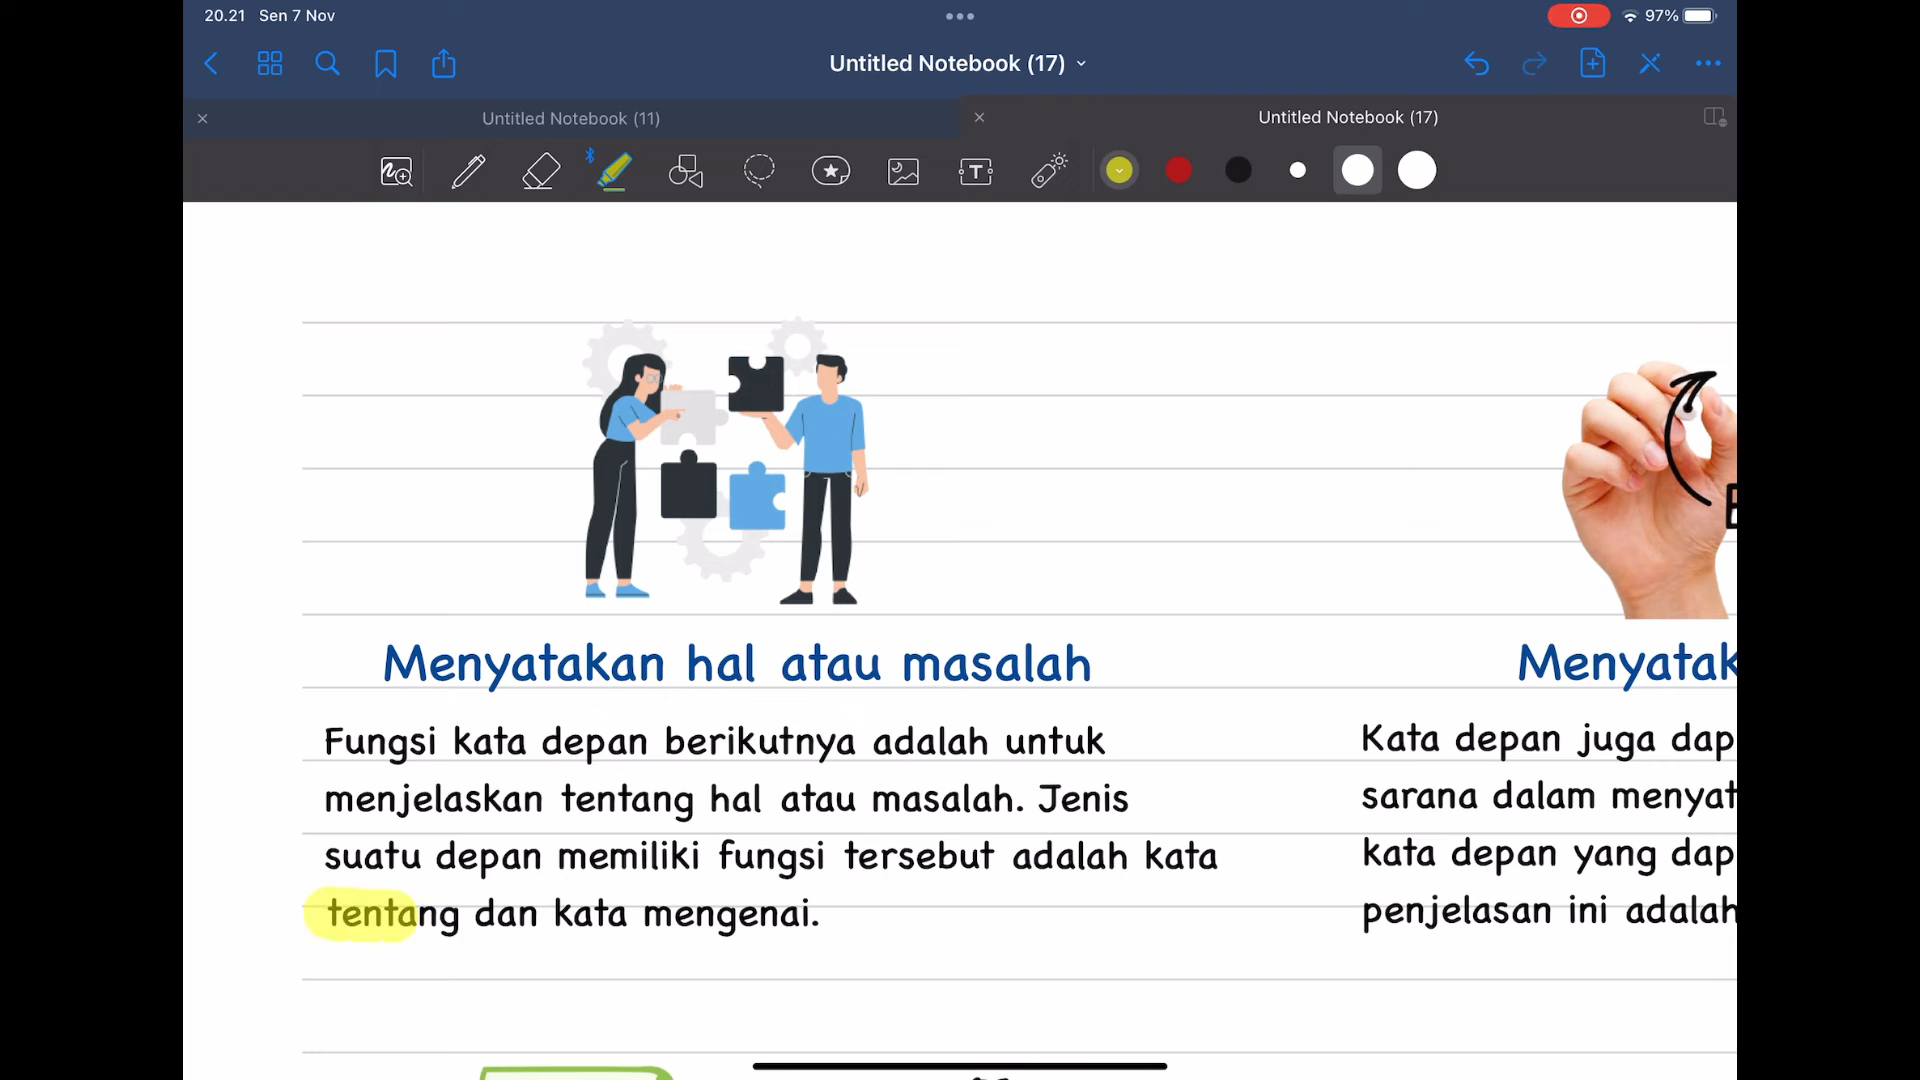 20.21 Sen 7 Nov
97%
Untitled Notebook (17)
Untitled Notebook (11)
Untitled Notebook (17)
T
Menyatakan hal atau masalah
Fungsi kata depan berikutnya adalah untuk
menjelaskan tentang hal atau masalah. Jenis
suatu depan memiliki fungsi tersebut adalah kata
tentang dan kata mengenai.
Menyatak
Kata depan juga dap
sarana dalam menyat
kata depan yang dap
penjelasan ini adalah